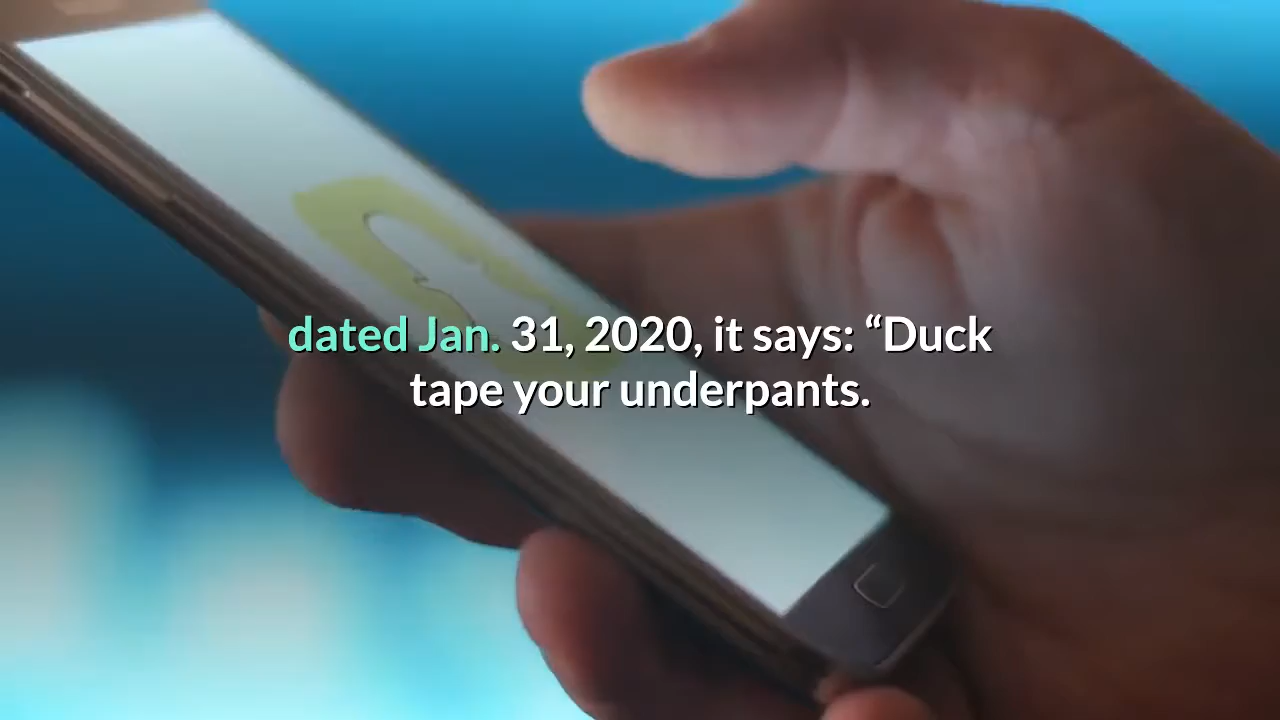 dated Jan. 31, 2020, it says: “Duck
tape your underpants.